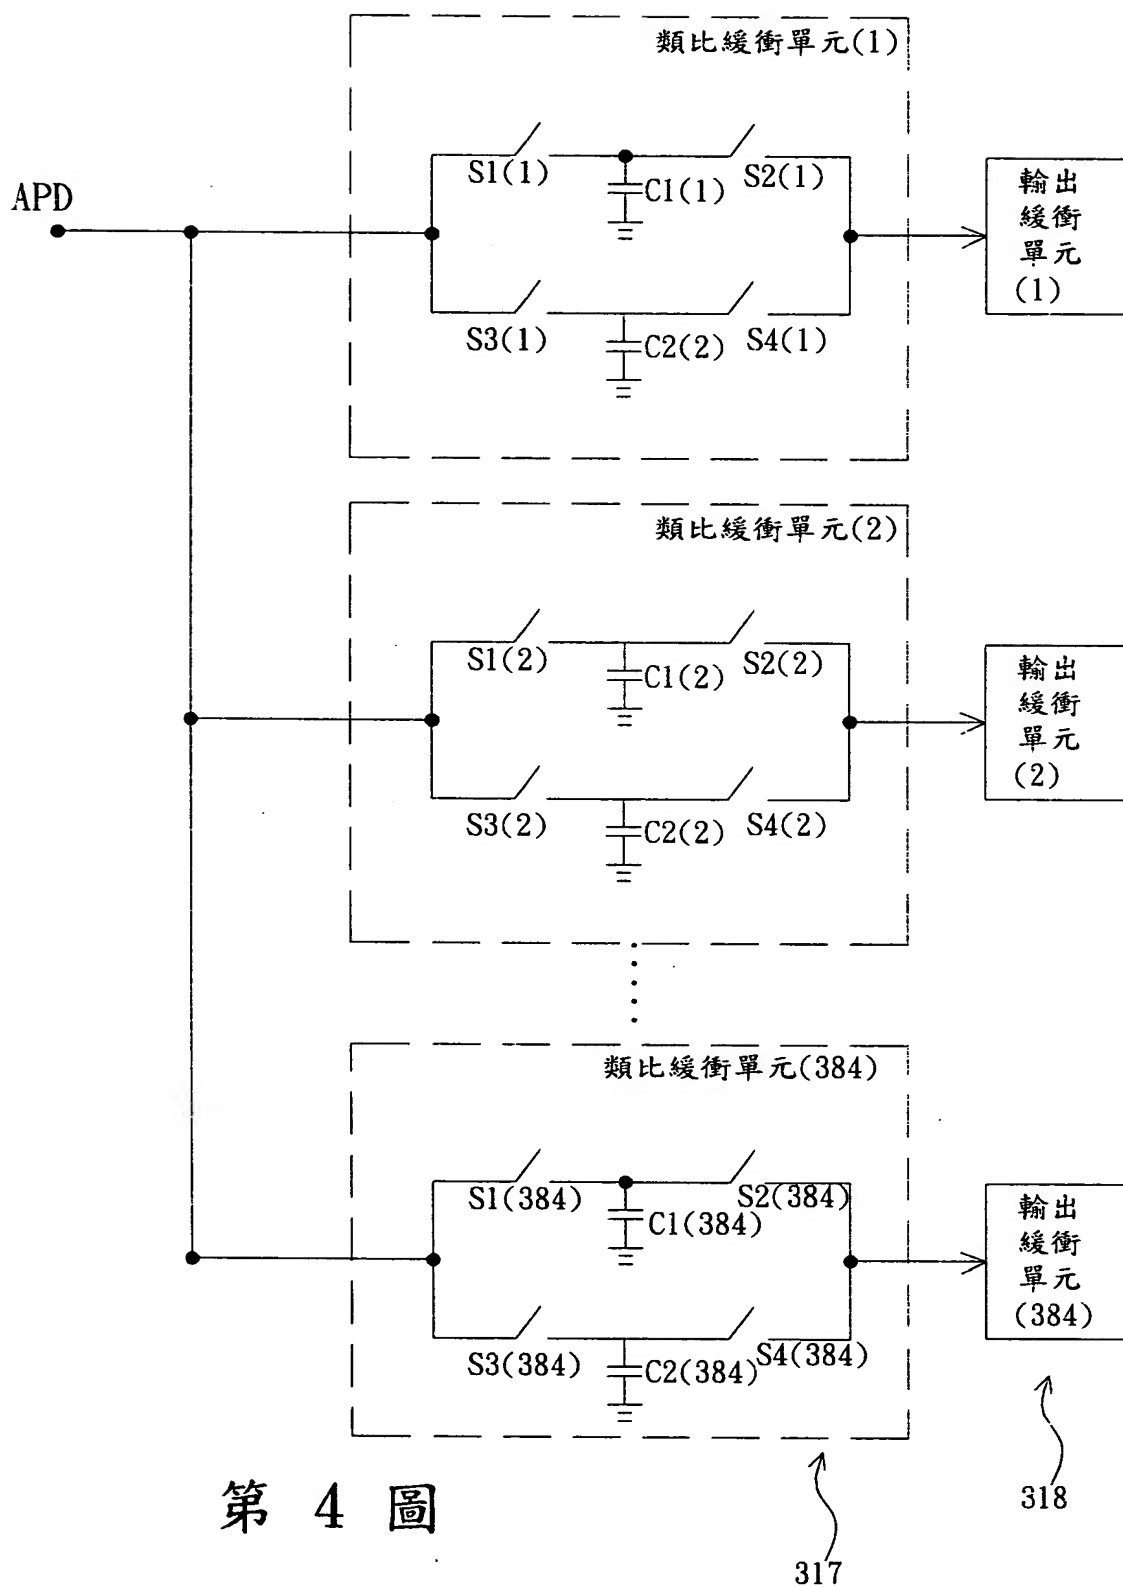 類比緩衝單元(1)
APD
S1(1)
C1(1)
S2(1)
S3(1)
C2(2)
S4(1)
輸出
緩衝
單元
(1)
類比緩衝單元(2)
S1(2)
C1(2)
S2(2)
S3(2)
C2(2)
S4(2)
輸出
緩衝
單元
(2)
類比緩衝單元(384)
S1(384)
C1(384)
S2(384)
S3(384)
C2(384)
S4(384)
輸出
緩衝
單元
(384)
317
318
第 4 圖